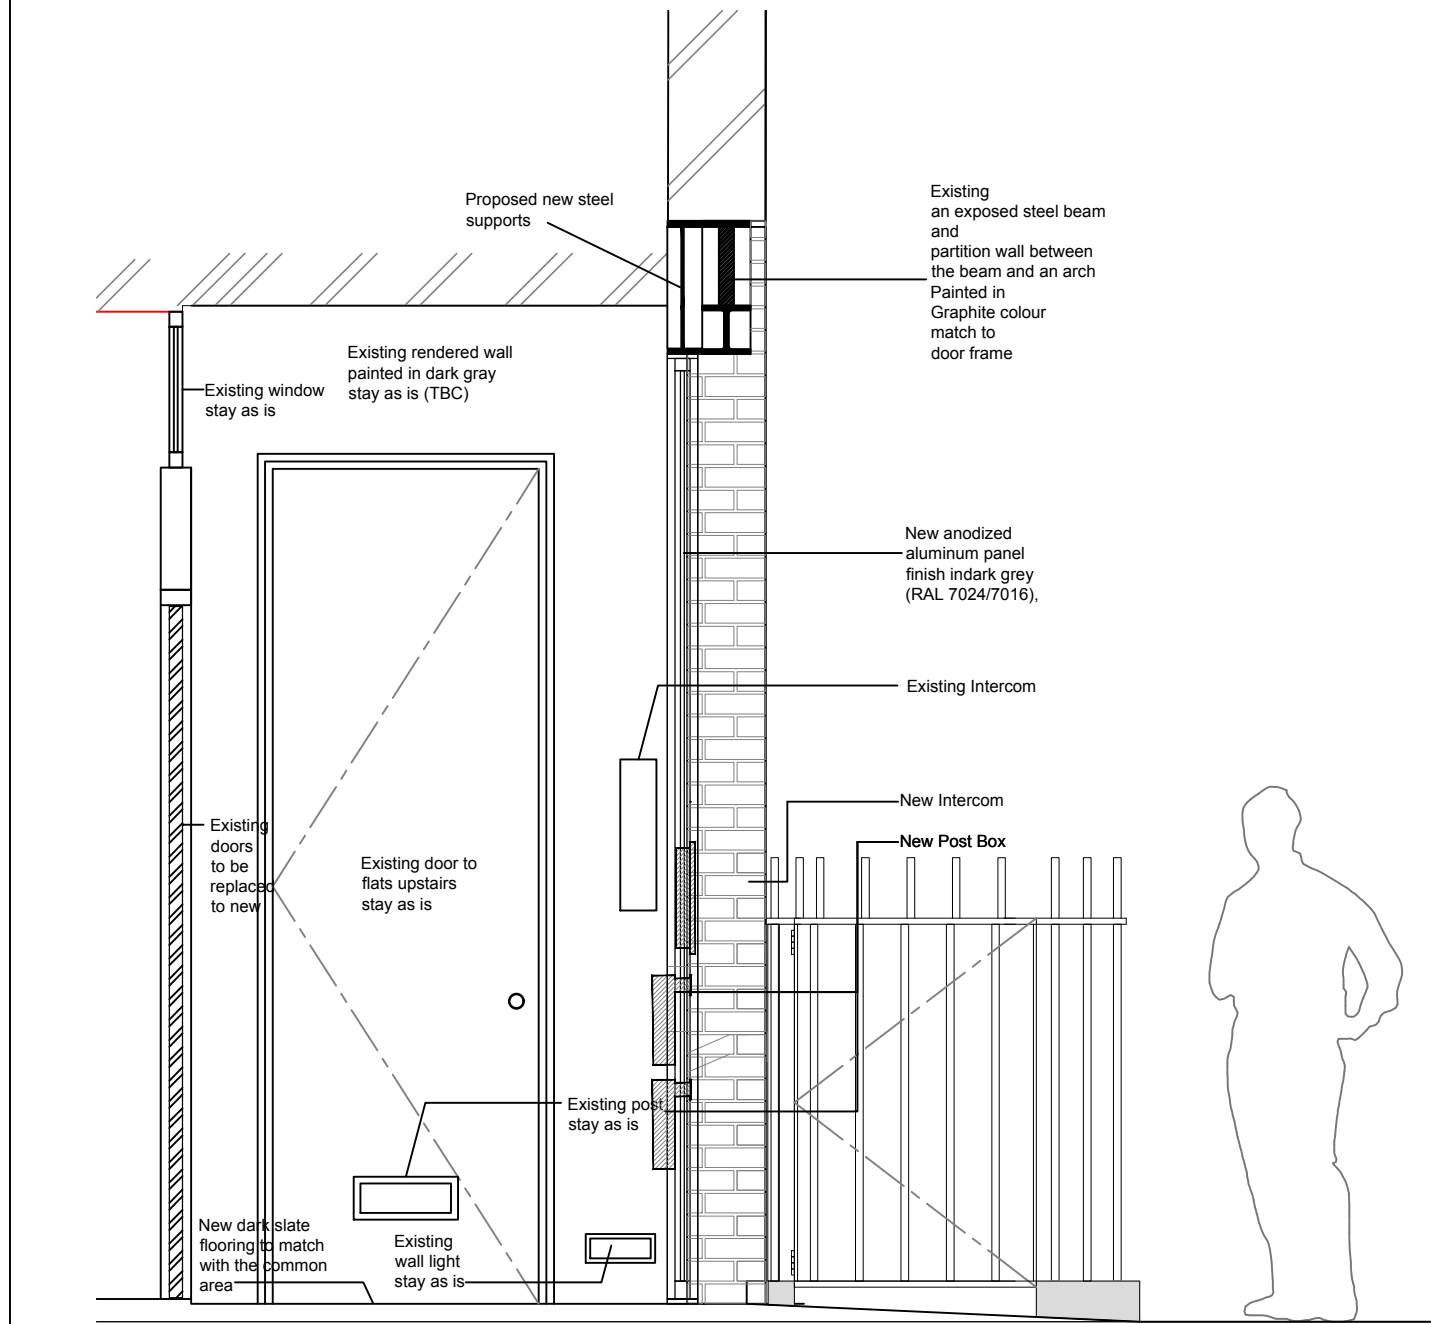 Proposed new steel
supports
Existing
an exposed steel beam
and
partition wall between
the beam and an arch
Painted in
Graphite colour
match to
door frame
Existing rendered wall
painted in dark gray
stay as is (TBC)
Existing window
stay as is
New anodized
aluminum panel
finish indark grey
(RAL 7024/7016),
Existing Intercom
New Intercom
New Post Box
Existing
doors
to be
replaced
to new
Existing door to
flats upstairs
stay as is
Existing post
stay as is
New dark slate
flooring to match
with the common
area
Existing
wall light
stay as is